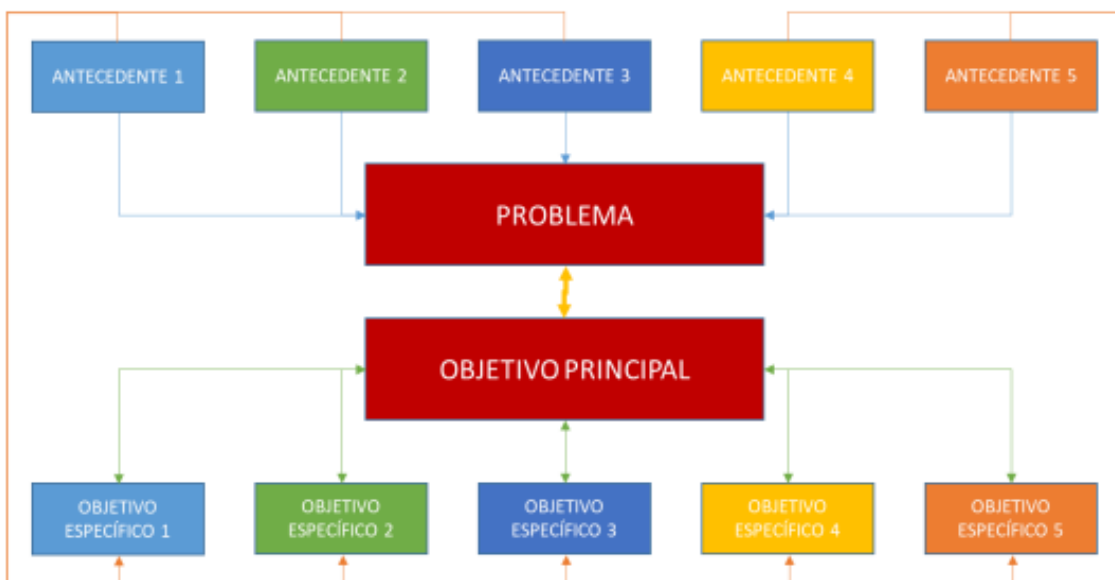 ANTECEDENTE 1
ANTECEDENTE 2
ANTECEDENTE 3
ANTECEDENTE 4
ANTECEDENTE 5
PROBLEMA
OBJETIVO PRINCIPAL
OBJETIVO
ESPECÍFICO 1
OBJETIVO
ESPECÍFICO 2
OBJETIVO
ESPECÍFICO 3
OBJETIVO
ESPECÍFICO 4
OBJETIVO
ESPECÍFICO 5